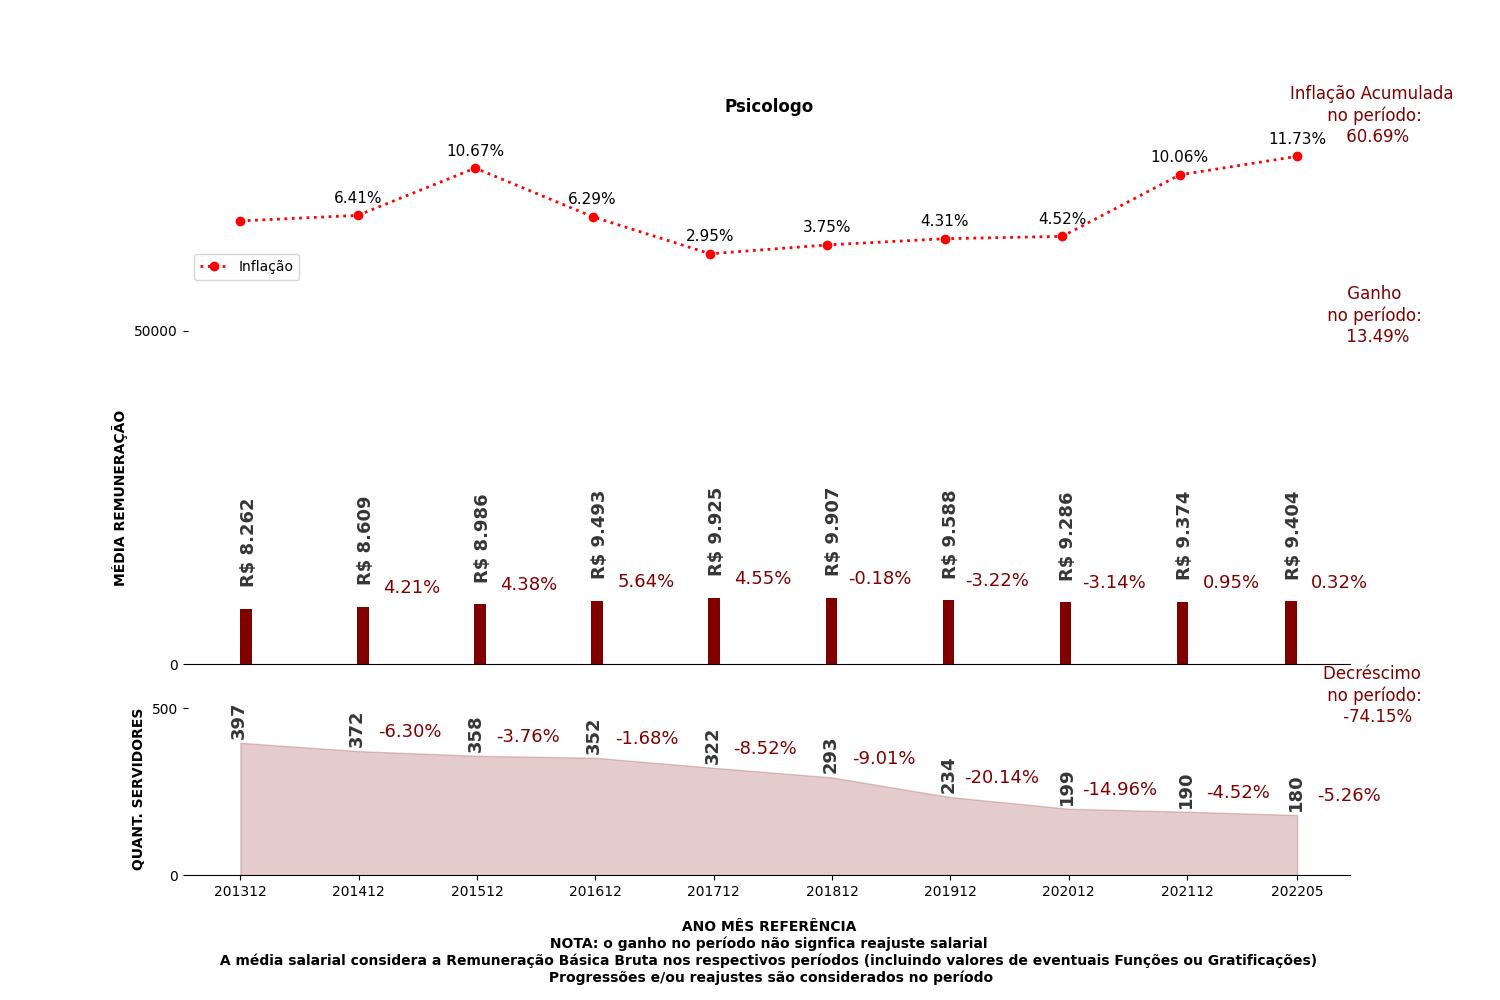 Psicologo
Inflação Acumulada
no período:
60.69%
6.41%
10.67%
6.29%
2.95%
3.75%
4.31%
4.52%
10.06%
11.73%
Inflação
Ganho
no período:
13.49%
50000
0
MÉDIA REMUNERAÇÃO
R$ 8.262
R$ 8.609
R$ 8.986
R$ 9.493
R$ 9.925
R$ 9.907
R$ 9.588
R$ 9.286
R$ 9.374
R$ 9.404
4.21%
4.38%
5.64%
4.55%
-0.18%
-3.22%
-3.14%
0.95%
0.32%
Decréscimo
no período:
-74.15%
500
0
QUANT. SERVIDORES
397
372
358
352
322
293
234
199
190
180
-6.30%
-3.76%
-1.68%
-8.52%
-9.01%
-20.14%
-14.96%
-4.52%
-5.26%
201312
201412
201512
201612
201712
201812
201912
202012
202112
202205
ANO MÊS REFERÊNCIA
NOTA: o ganho no período não signfica reajuste salarial
A média salarial considera a Remuneração Básica Bruta nos respectivos períodos (incluindo valores de eventuais Funções ou Gratificações)
Progressões e/ou reajustes são considerados no período